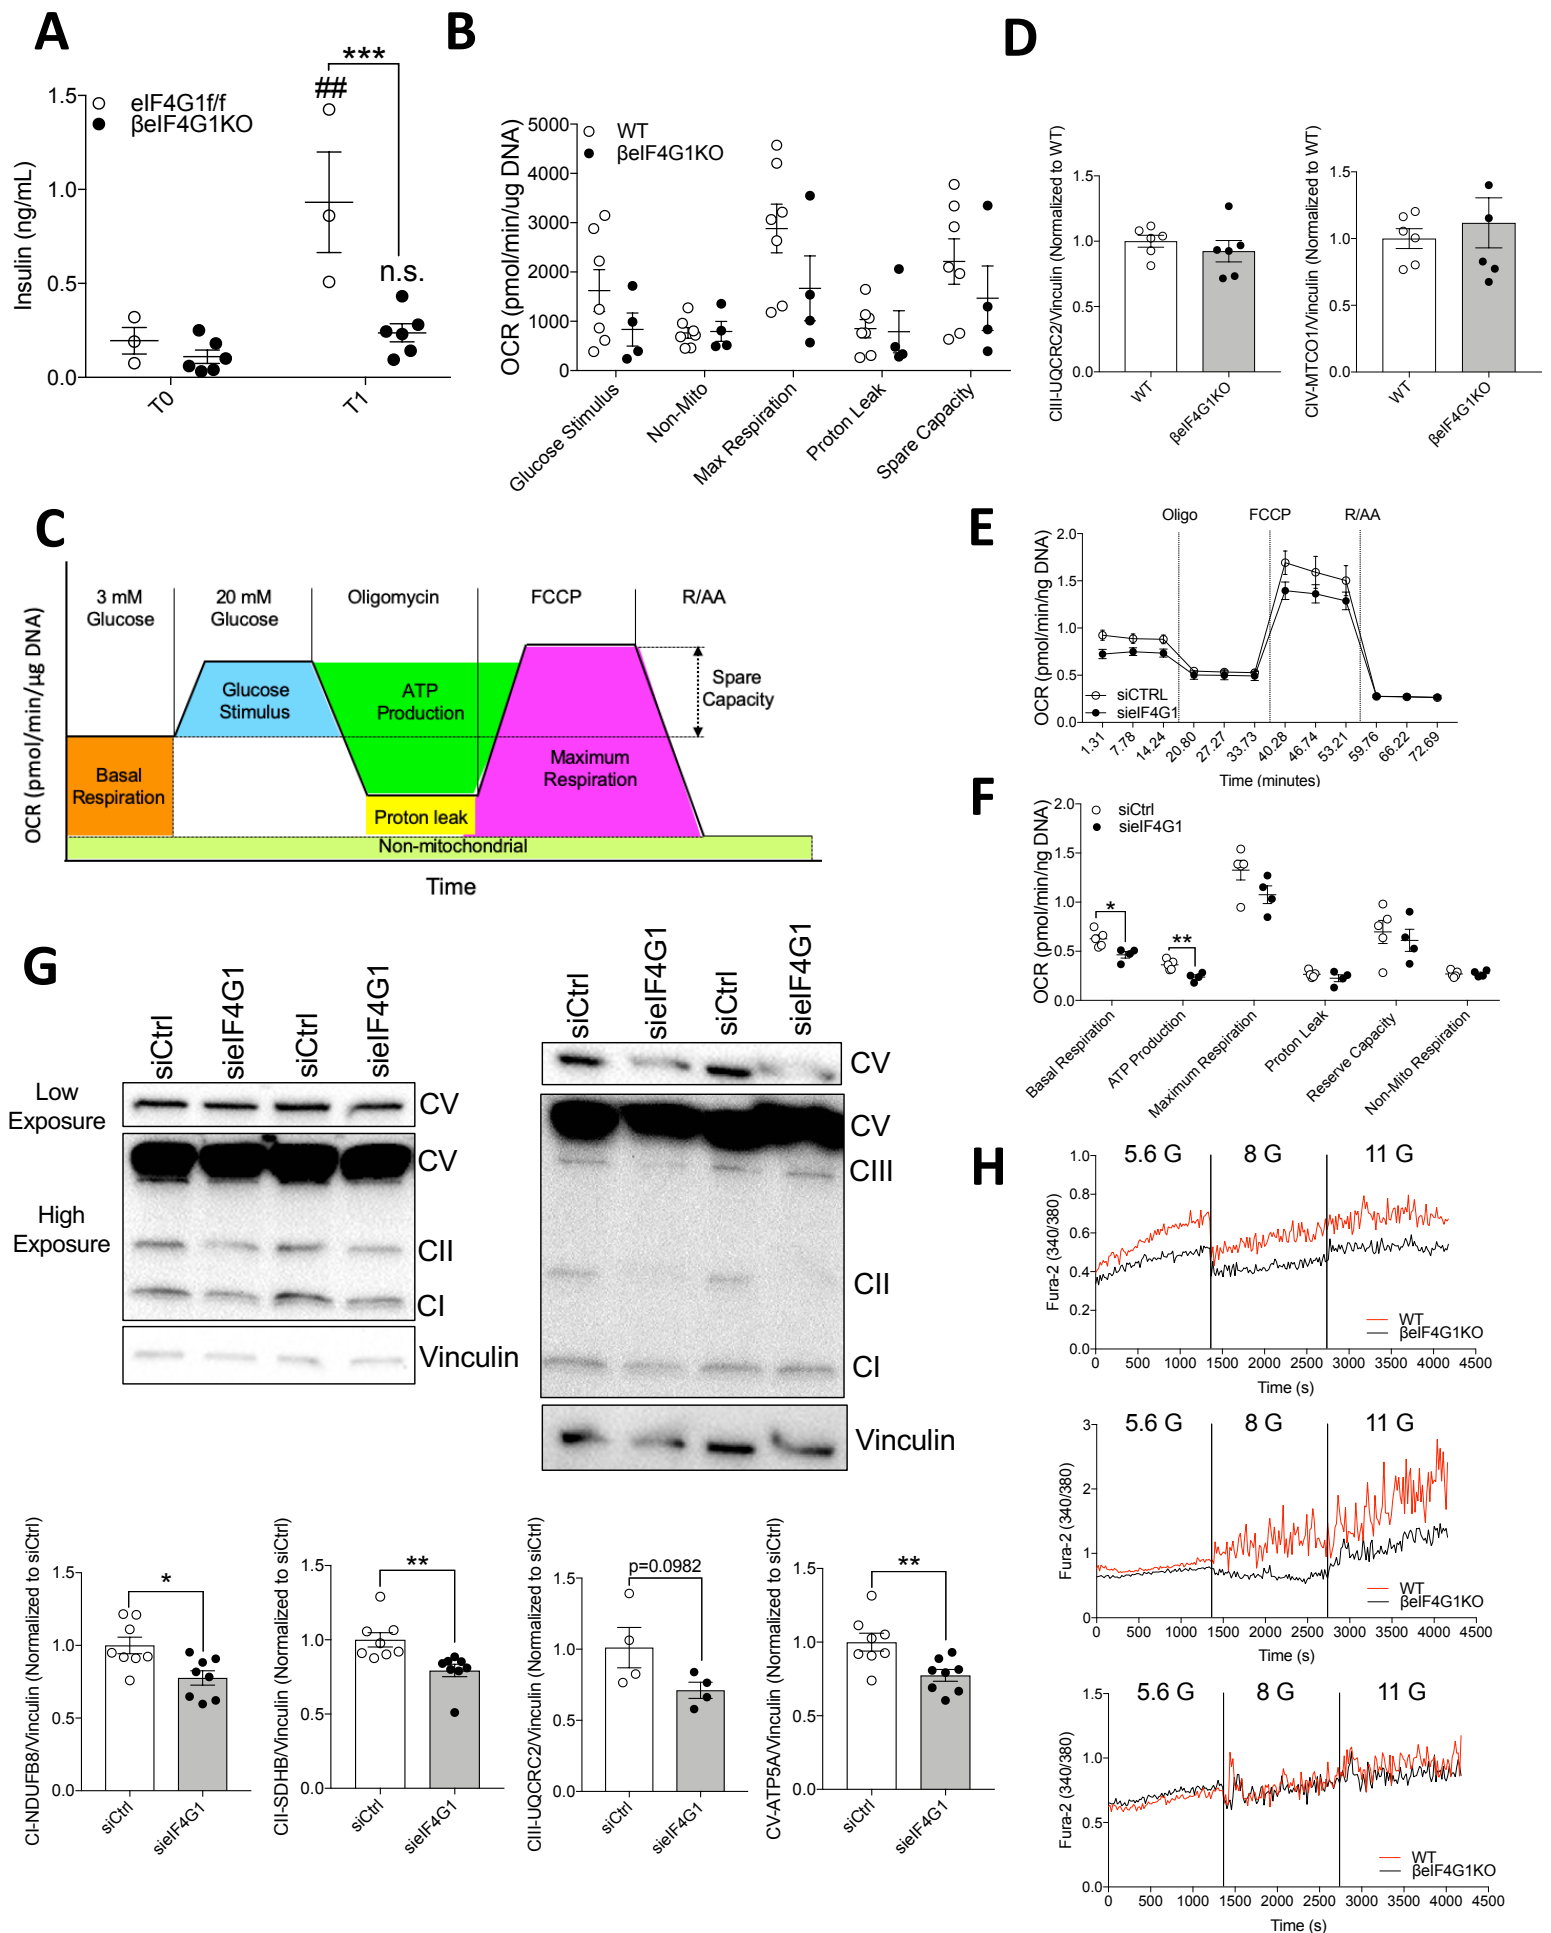 A
***
##
1.5
eIF4G1f/f
βeIF4G1KO
1.0
0.5
0.0
n.s.
Insulin (ng/mL)
T0
T1
B
5000
4000
3000
2000
1000
0
WT
βeIF4G1KO
OCR (pmol/min/ug DNA)
Glucose Stimulus
Non-Mito
Max Respiration
Proton Leak
Spare Capacity
D
CIII-UQCRC2/Vinculin (Normalized to WT)
1.5
1.0
0.5
0.0
WT
βeIF4G1KO
CIV-MTCO1/Vinculin (Normalized to WT)
1.5
1.0
0.5
0.0
WT
βeIF4G1KO
C
OCR (pmol/min/µg DNA)
3 mM
Glucose
20 mM
Glucose
Oligomycin
FCCP
R/AA
Glucose
Stimulus
ATP
Production
Spare
Capacity
Basal
Respiration
Maximum
Respiration
Proton leak
Non-mitochondrial
Time
E
Oligo
FCCP
R/AA
OCR (pmol/min/ng DNA)
2.0
1.5
1.0
0.5
0.0
siCTRL
sieIF4G1
1.31
7.78
14.24
20.80
27.27
33.73
40.28
46.74
53.21
59.76
66.22
72.69
Time (minutes)
F
OCR (pmol/min/ng DNA)
2.0
1.5
1.0
0.5
0.0
siCtrl
sieIF4G1
*
**
Basal Respiration
ATP Production
Maximum Respiration
Proton Leak
Reserve Capacity
Non-Mito Respiration
G
siCtrl
sieIF4G1
siCtrl
sieIF4G1
Low
Exposure
CV
High
Exposure
CV
CII
CI
Vinculin
siCtrl
sieIF4G1
siCtrl
sieIF4G1
CV
CV
CIII
CII
CI
Vinculin
CI-NDUFB8/Vinculin (Normalized to siCtrl)
1.5
1.0
0.5
0.0
*
siCtrl
sieIF4G1
CII-SDHB/Vinculin (Normalized to siCtrl)
1.5
1.0
0.5
0.0
**
siCtrl
sieIF4G1
CIII-UQCRC2/Vinculin (Normalized to siCtrl)
1.5
1.0
0.5
0.0
p=0.0982
siCtrl
sieIF4G1
CV-ATP5A/Vinculin (Normalized to siCtrl)
1.5
1.0
0.5
0.0
**
siCtrl
sieIF4G1
H
5.6 G
8 G
11 G
Fura-2 (340/380)
1.0
0.8
0.6
0.4
0.2
0.0
WT
βeIF4G1KO
0 500 1000 1500 2000 2500 3000 3500 4000 4500
Time (s)
5.6 G
8 G
11 G
Fura-2 (340/380)
3
2
1
0
WT
βeIF4G1KO
0 500 1000 1500 2000 2500 3000 3500 4000 4500
Time (s)
5.6 G
8 G
11 G
Fura-2 (340/380)
1.5
1.0
0.5
0.0
WT
βeIF4G1KO
0 500 1000 1500 2000 2500 3000 3500 4000 4500
Time (s)